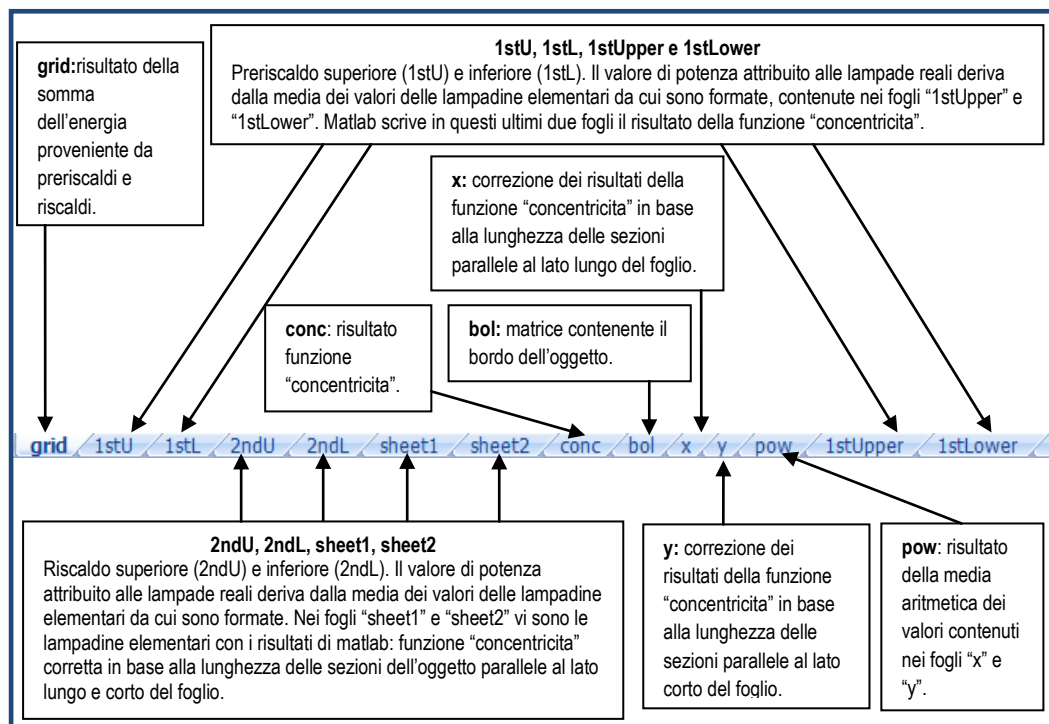 grid:risultato della
somma
dell'energia
proveniente da
preriscaldi e
riscaldi.
1stU, 1stL, 1stUpper e 1stLower
Preriscaldo superiore (1stU) e inferiore (1stL). Il valore di potenza attribuito alle lampade reali deriva
dalla media dei valori delle lampadine elementari da cui sono formate, contenute nei fogli “1stUpper” e
“1stLower”. Matlab scrive in questi ultimi due fogli il risultato della funzione “concentricita”.
x: correzione dei risultati della
funzione “concentricita” in base
alla lunghezza delle sezioni
parallele al lato lungo del foglio.
conc: risultato
funzione
“concentricita”.
bol: matrice contenente il
bordo dell’oggetto.
grid 1stU 1stL 2ndU 2ndL sheet1 sheet2 conc bol x y pow 1stUpper 1stLower
2ndU, 2ndL, sheet1, sheet2
Riscaldo superiore (2ndU) e inferiore (2ndL). Il valore di potenza
attribuito alle lampade reali deriva dalla media dei valori delle lampadine
elementari da cui sono formate. Nei fogli “sheet1” e “sheet2” vi sono le
lampadine elementari con i risultati di matlab: funzione “concentricita”
corretta in base alla lunghezza delle sezioni dell’oggetto parallele al lato
lungo e corto del foglio.
y: correzione dei
risultati della funzione
“concentricita” in base
alla lunghezza delle
sezioni parallele al lato
corto del foglio.
pow: risultato
della media
aritmetica dei
valori contenuti
nei fogli “x” e
“y”.